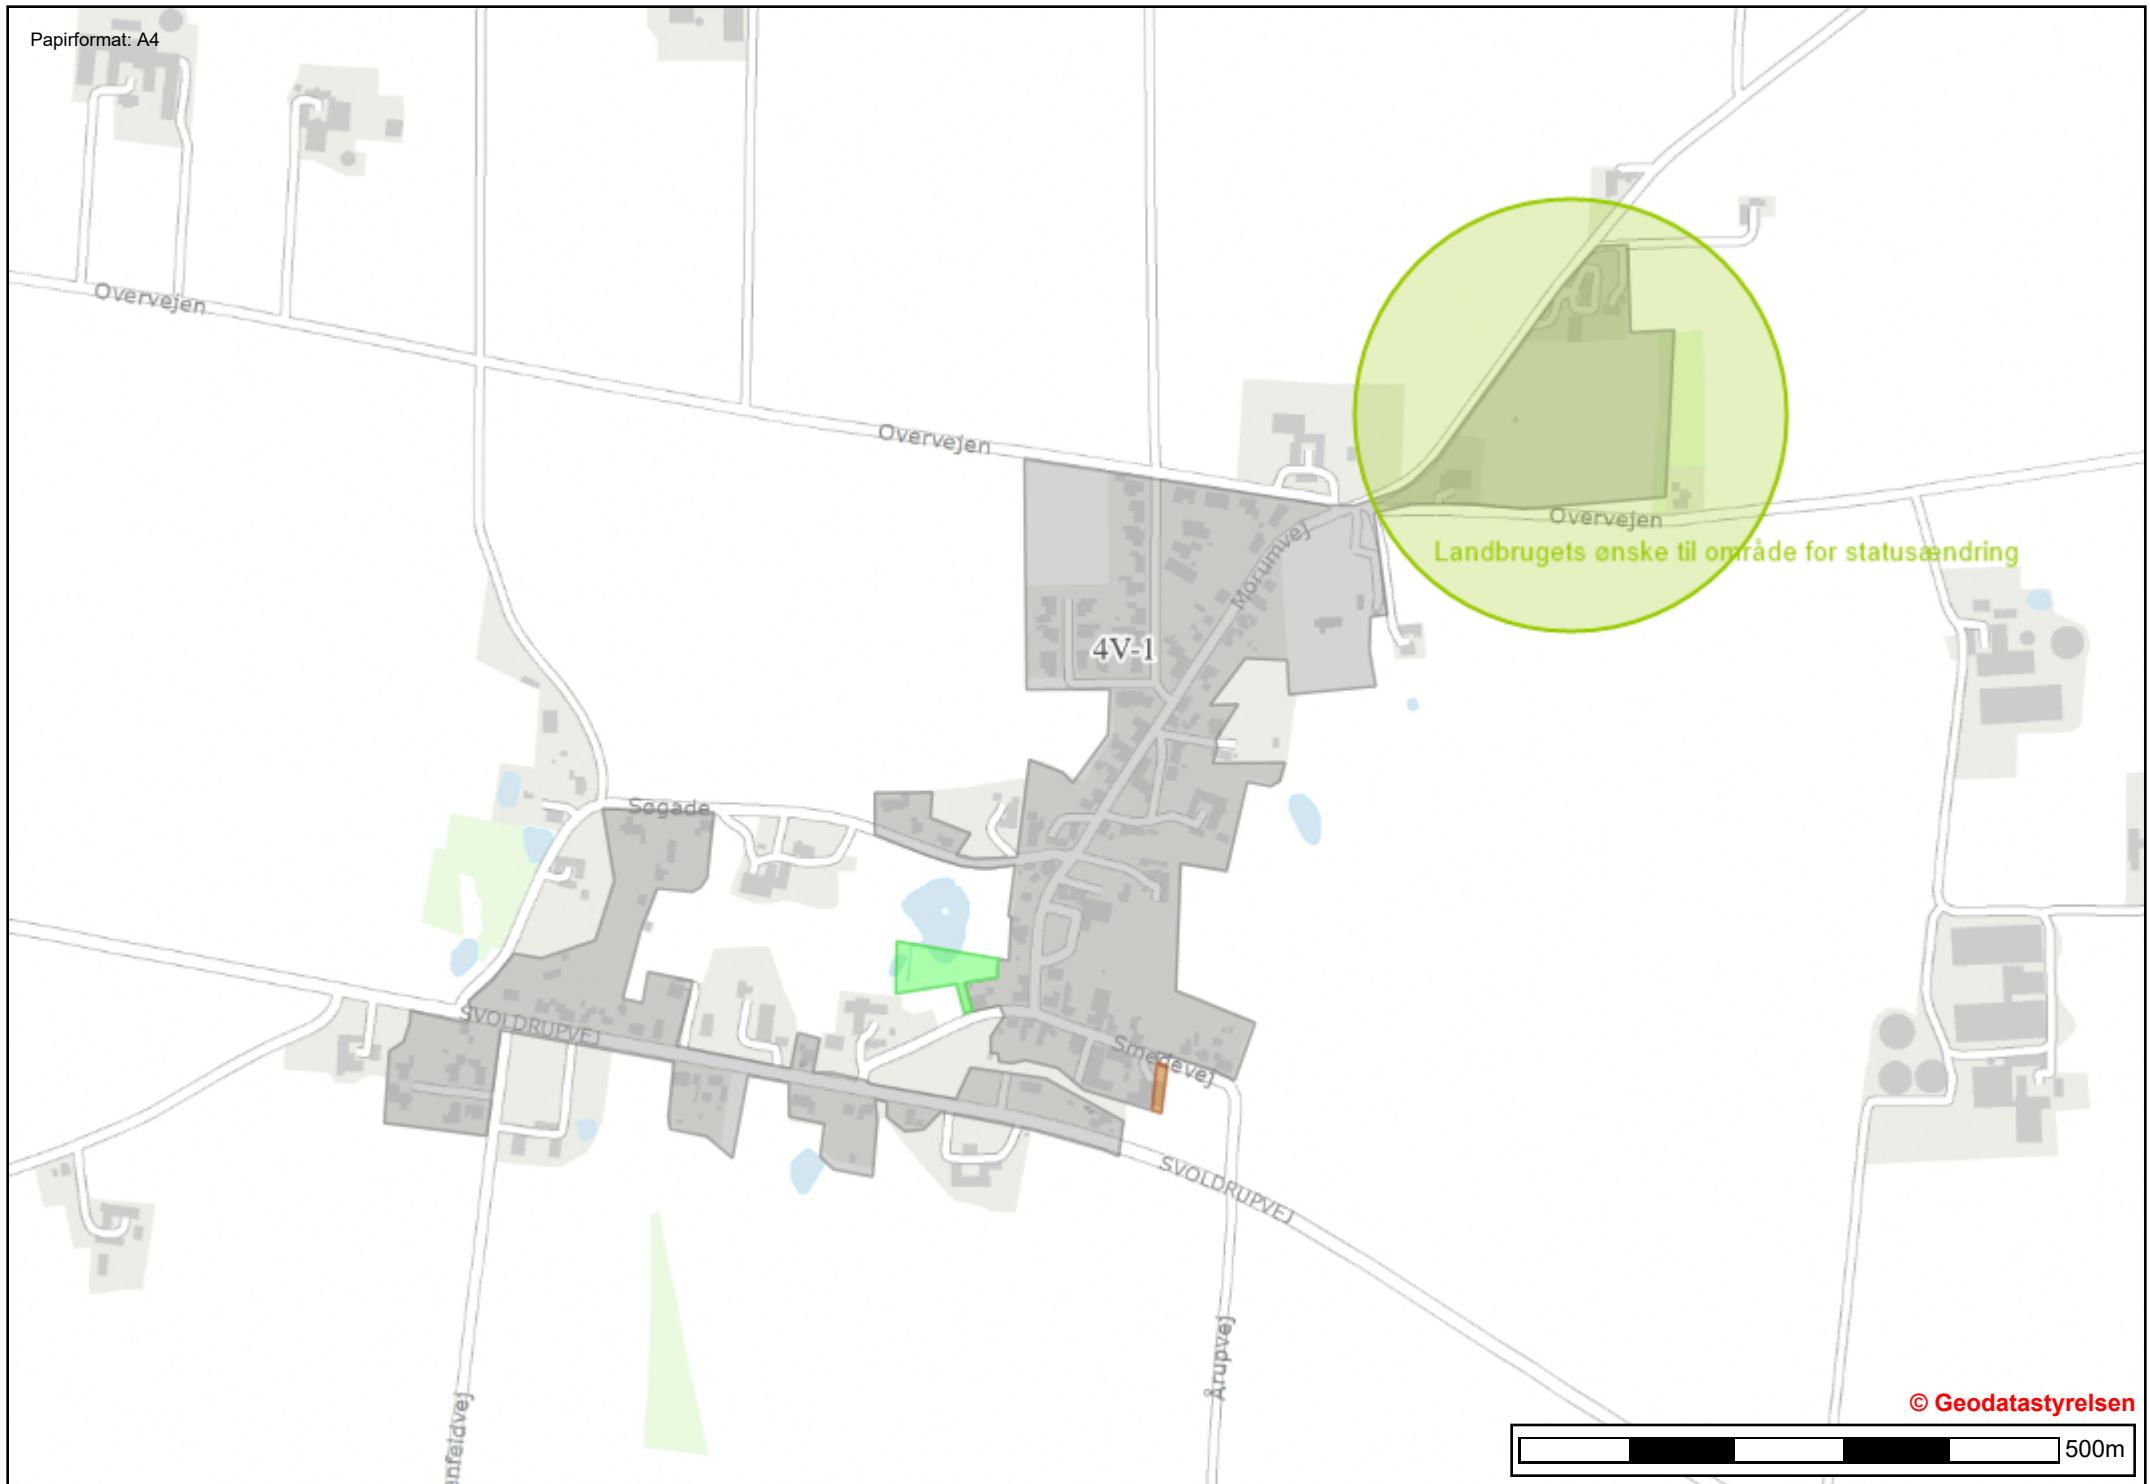 Papirformat: A4
Overvejen
Overvejen
Overvejen
Landbrugets ønske til område for statusændring
Morumvej
4V-1
Søgade
SVOLDRUPVEJ
Smedevej
SVOLDRUPVEJ
Årupvej
enfeldvej
© Geodatastyrelsen
500m